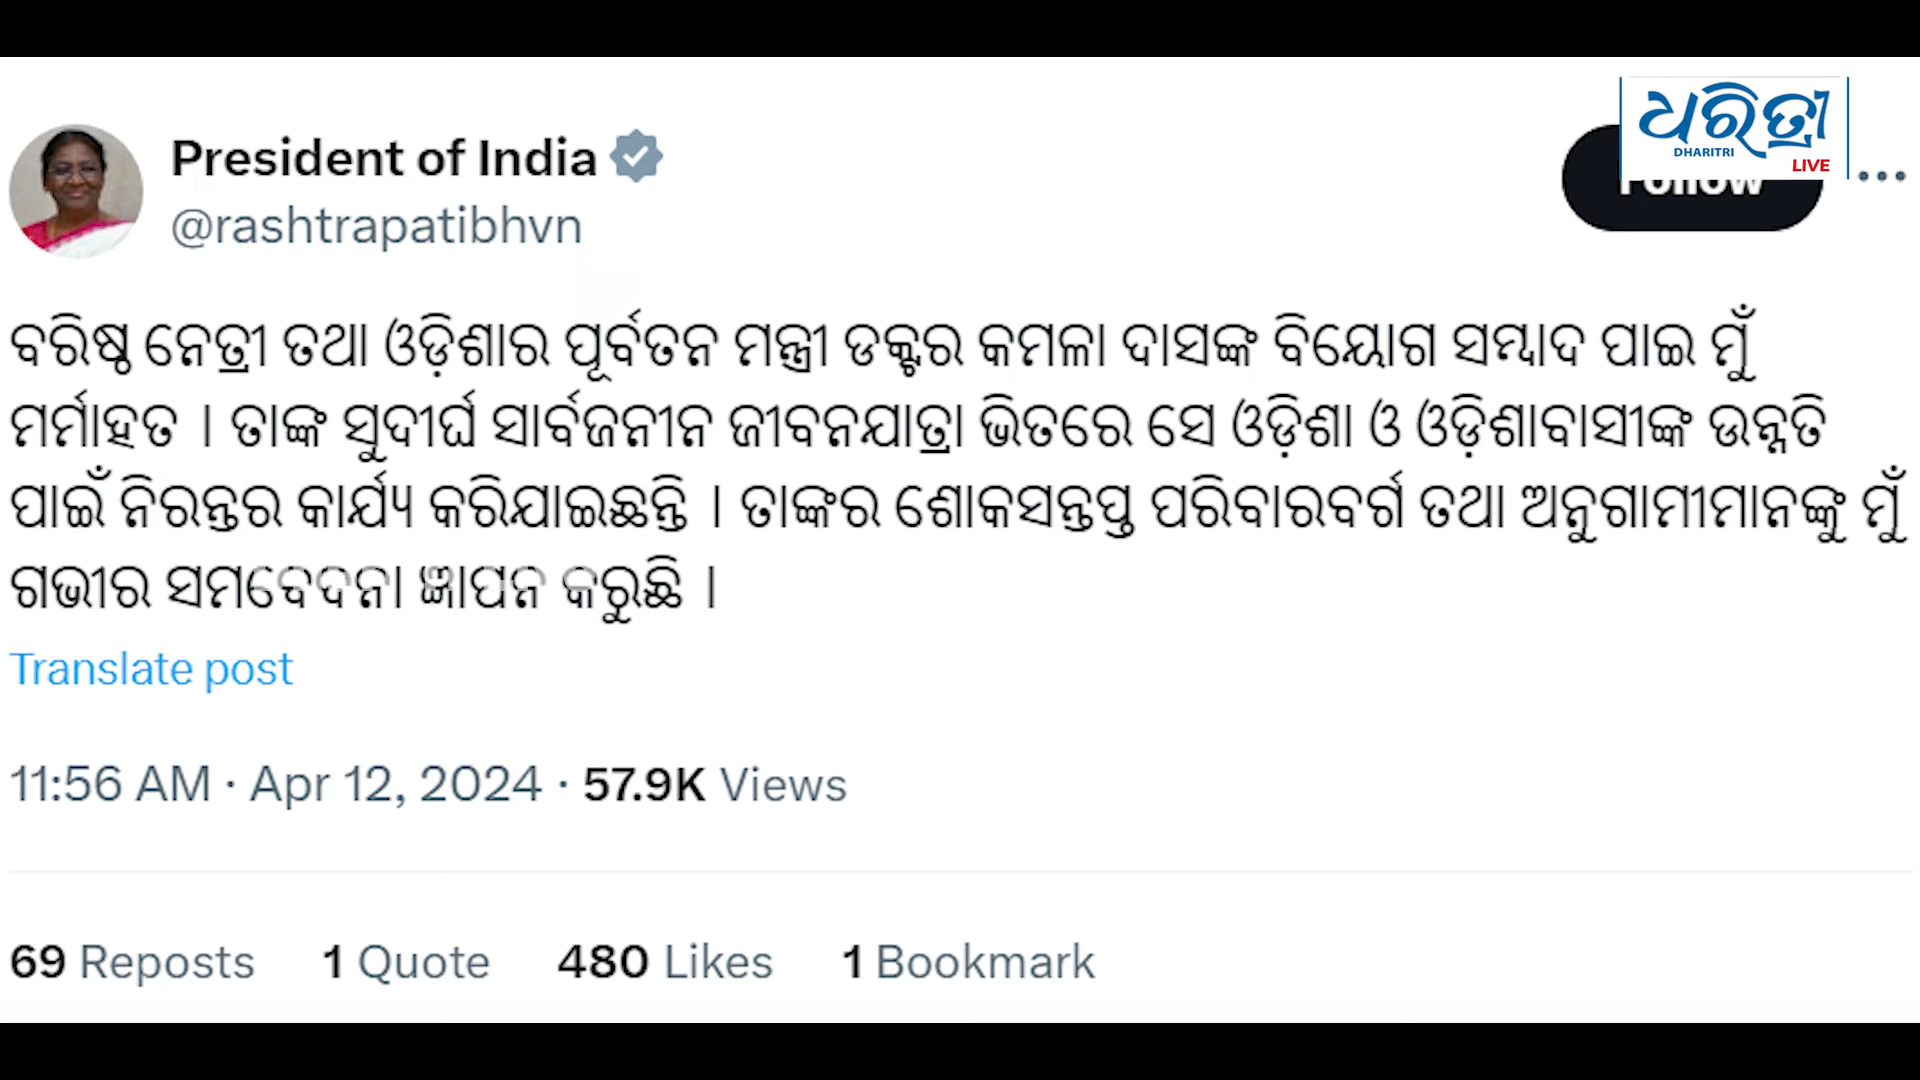 ଧରିତ୍ରୀ
DHARITRI
LIVE
President of India
Follow
@rashtrapatibhvn
ବରିଷ୍ଠ ନେତ୍ରୀ ତଥା ଓଡ଼ିଶାର ପୂର୍ବତନ ମନ୍ତ୍ରୀ ଡକ୍ଟର କମଳା ଦାସଙ୍କ ବିୟୋଗ ସମ୍ବାଦ ପାଇ ମୁଁ
ମର୍ମାହତ । ତାଙ୍କ ସୁଦୀର୍ଘ ସାର୍ବଜନୀନ ଜୀବନଯାତ୍ରା ଭିତରେ ସେ ଓଡ଼ିଶା ଓ ଓଡ଼ିଶାବାସୀଙ୍କ ଉନ୍ନତି
ପାଇଁ ନିରନ୍ତର କାର୍ଯ୍ୟ କରିଯାଇଛନ୍ତି । ତାଙ୍କର ଶୋକସନ୍ତପ୍ତ ପରିବାରବର୍ଗ ତଥା ଅନୁଗାମୀମାନଙ୍କୁ ମୁଁ
ଗଭୀର ସମବେଦନା ଜ୍ଞାପନ କରୁଛି ।
Translate post
11:56 AM · Apr 12, 2024 · 57.9K Views
69 Reposts 1 Quote 480 Likes 1 Bookmark